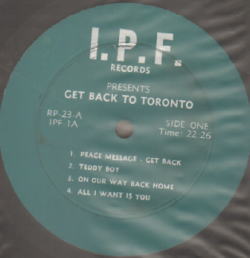 I.P.F.
RECORDS
PRESENTS
GET BACK TO TORONTO
RP-23-A SIDE ONE
IPF 1A Time: 22.26
1. PEACE MESSAGE - GET BACK
2. TEDDY BOY
3. ON OUR WAY BACK HOME
4. ALL I WANT IS YOU